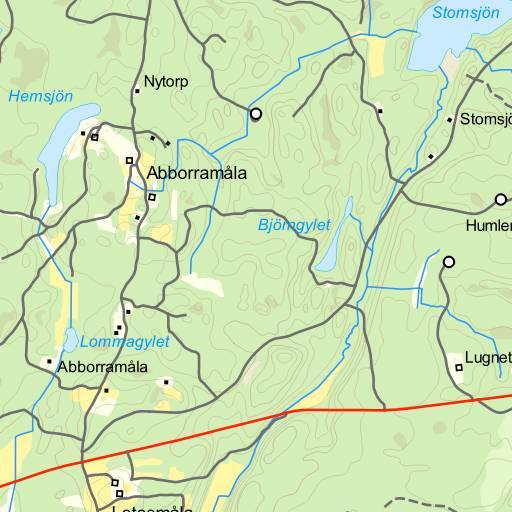 Stomsjön
Nytorp
Hemsjön
Stomsjö
Abborramåla
Björngylet
Humler
Lommagylet
Lugnet
Abborramåla